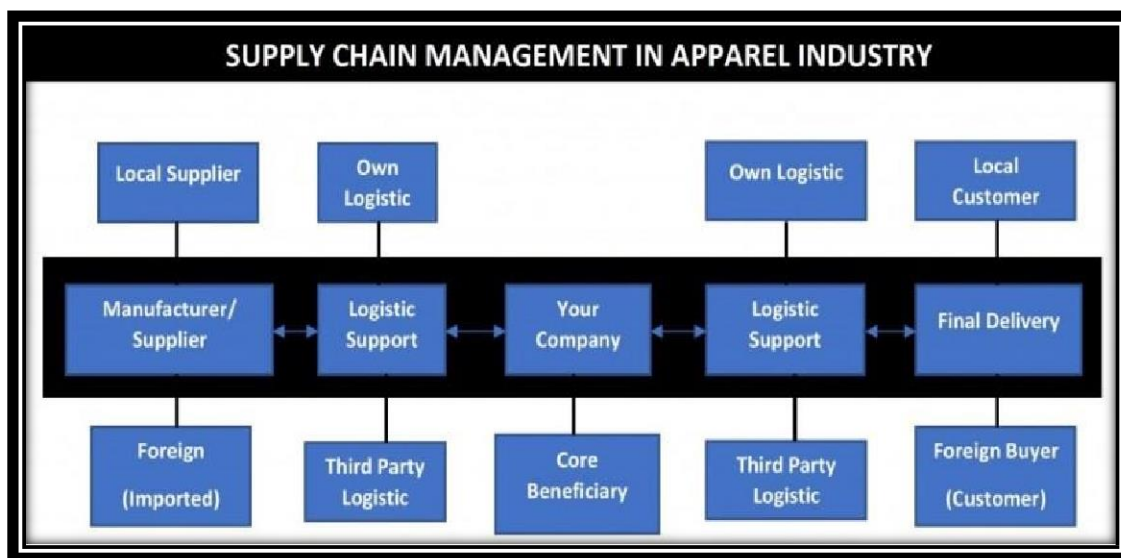 SUPPLY CHAIN MANAGEMENT IN APPAREL INDUSTRY
Local Supplier
Own
Logistic
Own Logistic
Local
Customer
Manufacturer/
Supplier
Logistic
Support
Your
Company
Logistic
Support
Final Delivery
Foreign
(Imported)
Third Party
Logistic
Core
Beneficiary
Third Party
Logistic
Foreign Buyer
(Customer)